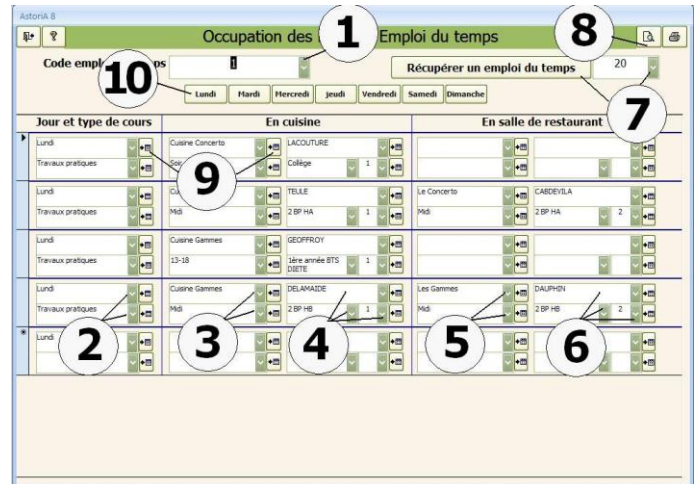 AstoriA 8
Occupation des Emploi du temps
1
8
Code emploi temps 1 Récupérer un emploi du temps 20
10
Lundi Mardi Mercredi jeudi Vendredi Samedi Dimanche
7
Jour et type de cours En cuisine En salle de restaurant
Lundi Cuisine Concerto LACOUTURE
Travaux pratiques Collège 1
9
Lundi TEULE Le Concerto CABDEVILA
Travaux pratiques Midi 2 BP HA 1 Midi 2 BP HA 2
Lundi Cuisine Gammes GEOFFROY
Travaux pratiques 13-18 1ère année BTS DIETE 1
Lundi Cuisine Gammes DELAMAIDE Les Gammes DAUPHIN
Travaux pratiques Midi 2 BP HB 1 Midi 2 BP HB 2
2 3 4 5 6
Lundi